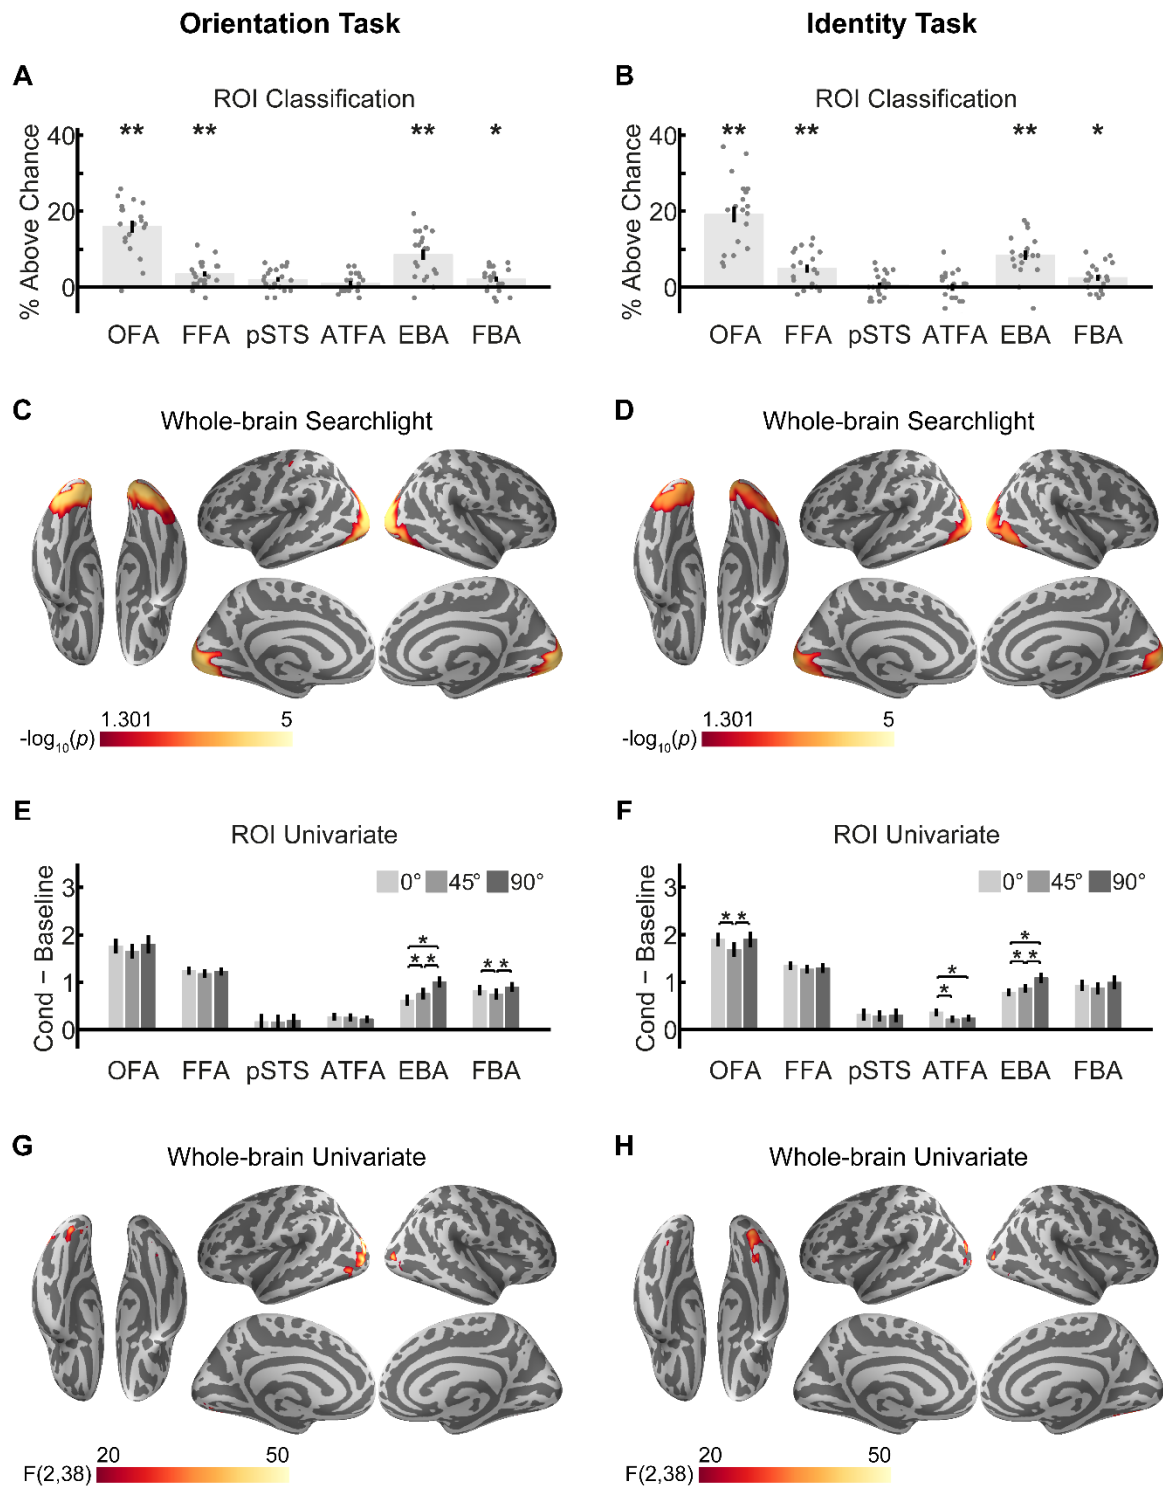 Orientation Task
Identity Task
A
ROI Classification
** ** ** *
% Above Chance
40
20
0
OFA FFA pSTS ATFA EBA FBA
B
ROI Classification
** ** ** *
% Above Chance
40
20
0
OFA FFA pSTS ATFA EBA FBA
C
Whole-brain Searchlight
1.301 5
-log10(p)
D
Whole-brain Searchlight
1.301 5
-log10(p)
E
ROI Univariate
0° 45° 90°
Cond − Baseline
3
2
1
0
*
* * * *
OFA FFA pSTS ATFA EBA FBA
F
ROI Univariate
0° 45° 90°
Cond − Baseline
3
2
1
0
* *
*
* * *
*
OFA FFA pSTS ATFA EBA FBA
G
Whole-brain Univariate
20 50
F(2,38)
H
Whole-brain Univariate
20 50
F(2,38)